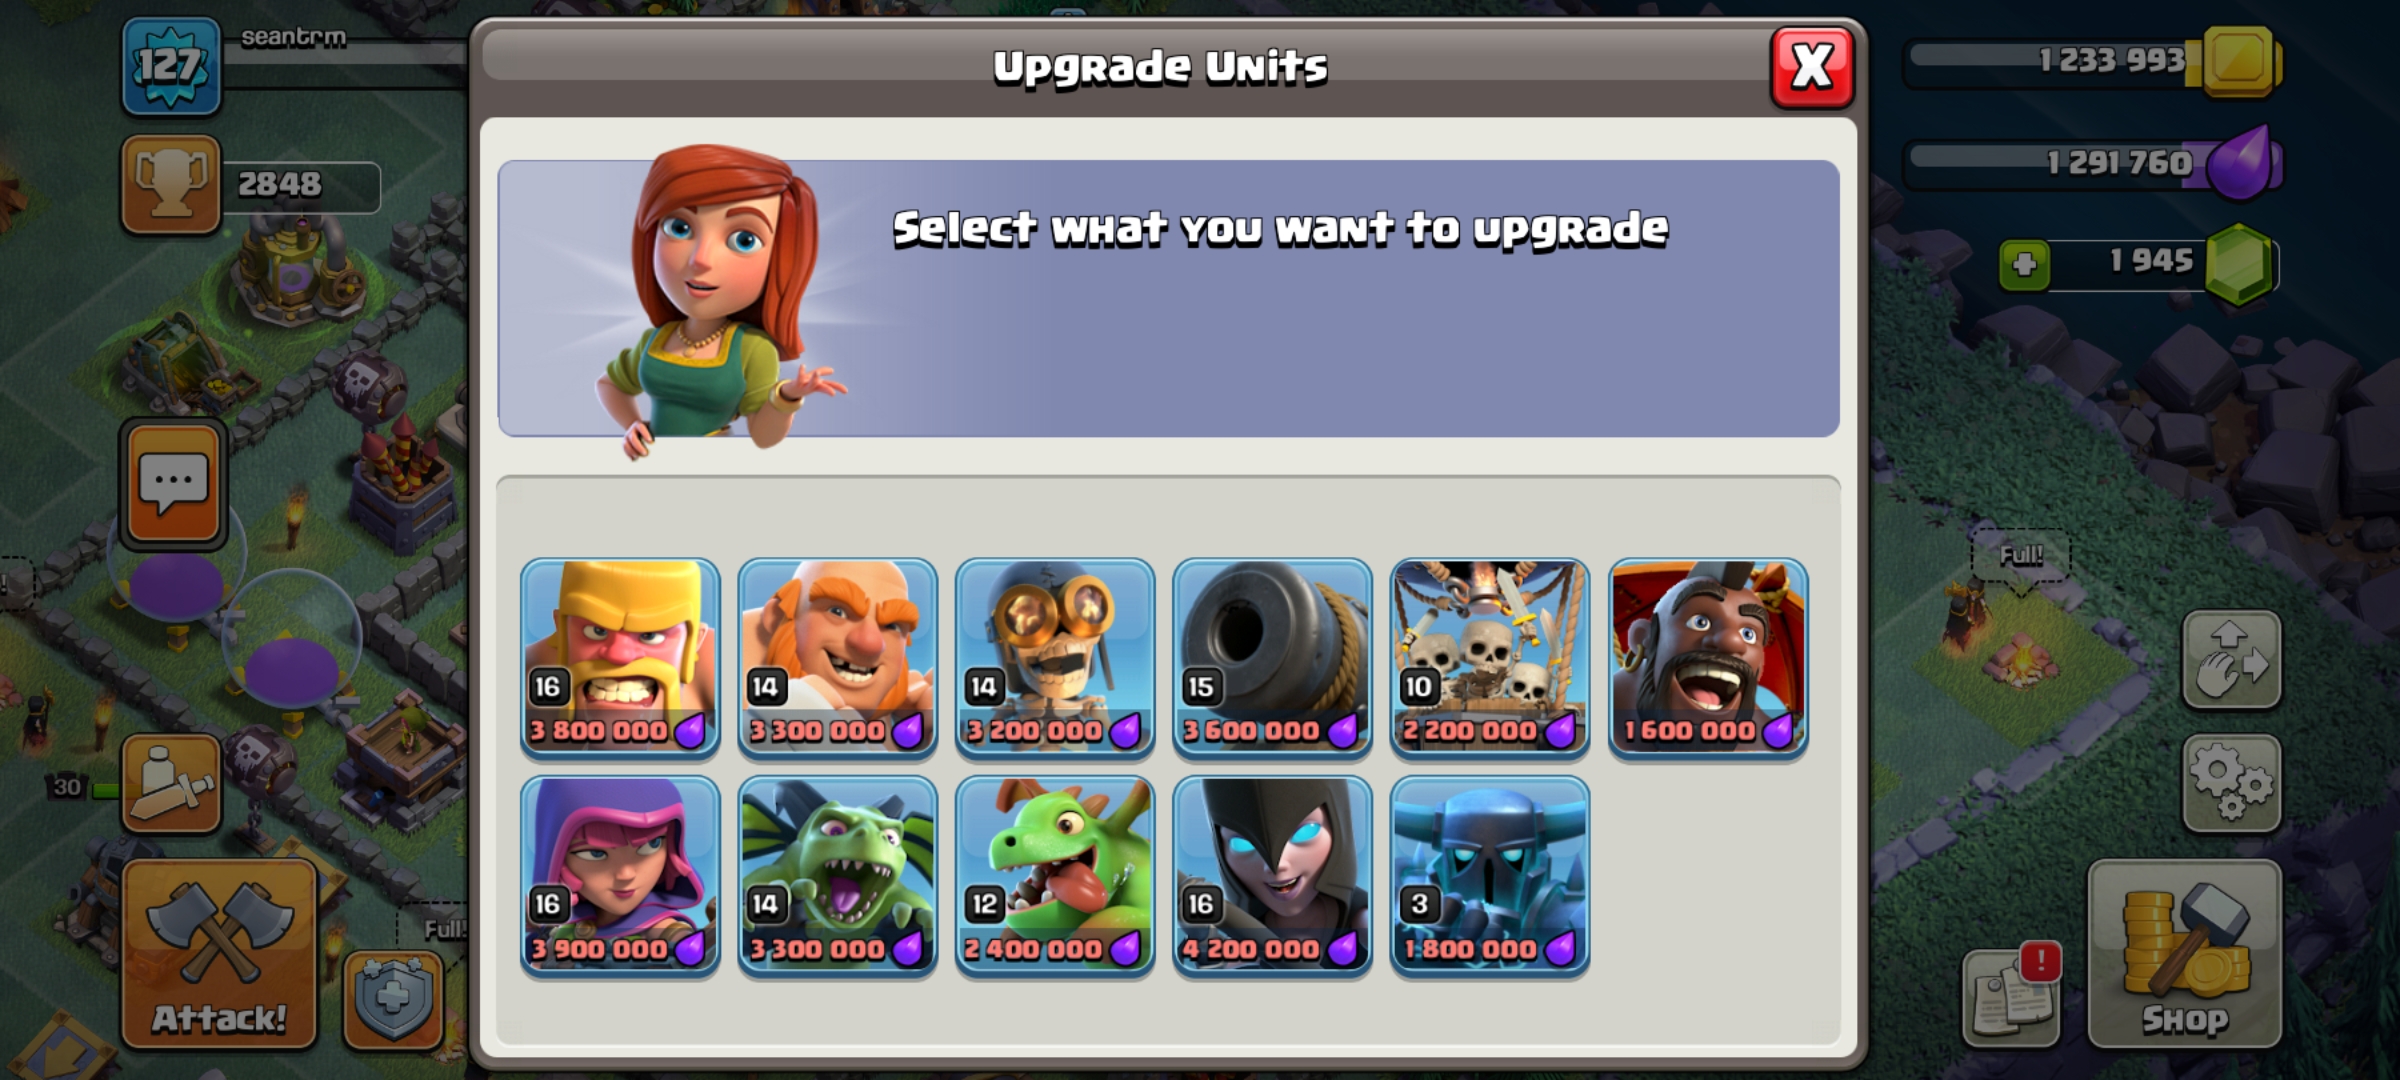 127
seantrm
Upgrade Units
X
1 233 993
2848
1 291 760
Select what you want to upgrade
1 945
Full!
16
3 800 000
14
3 300 000
14
3 200 000
15
3 600 000
10
2 200 000
1 600 000
30
16
3 900 000
14
3 300 000
12
2 400 000
16
4 200 000
3
1 800 000
Full!
!
Attack!
Shop